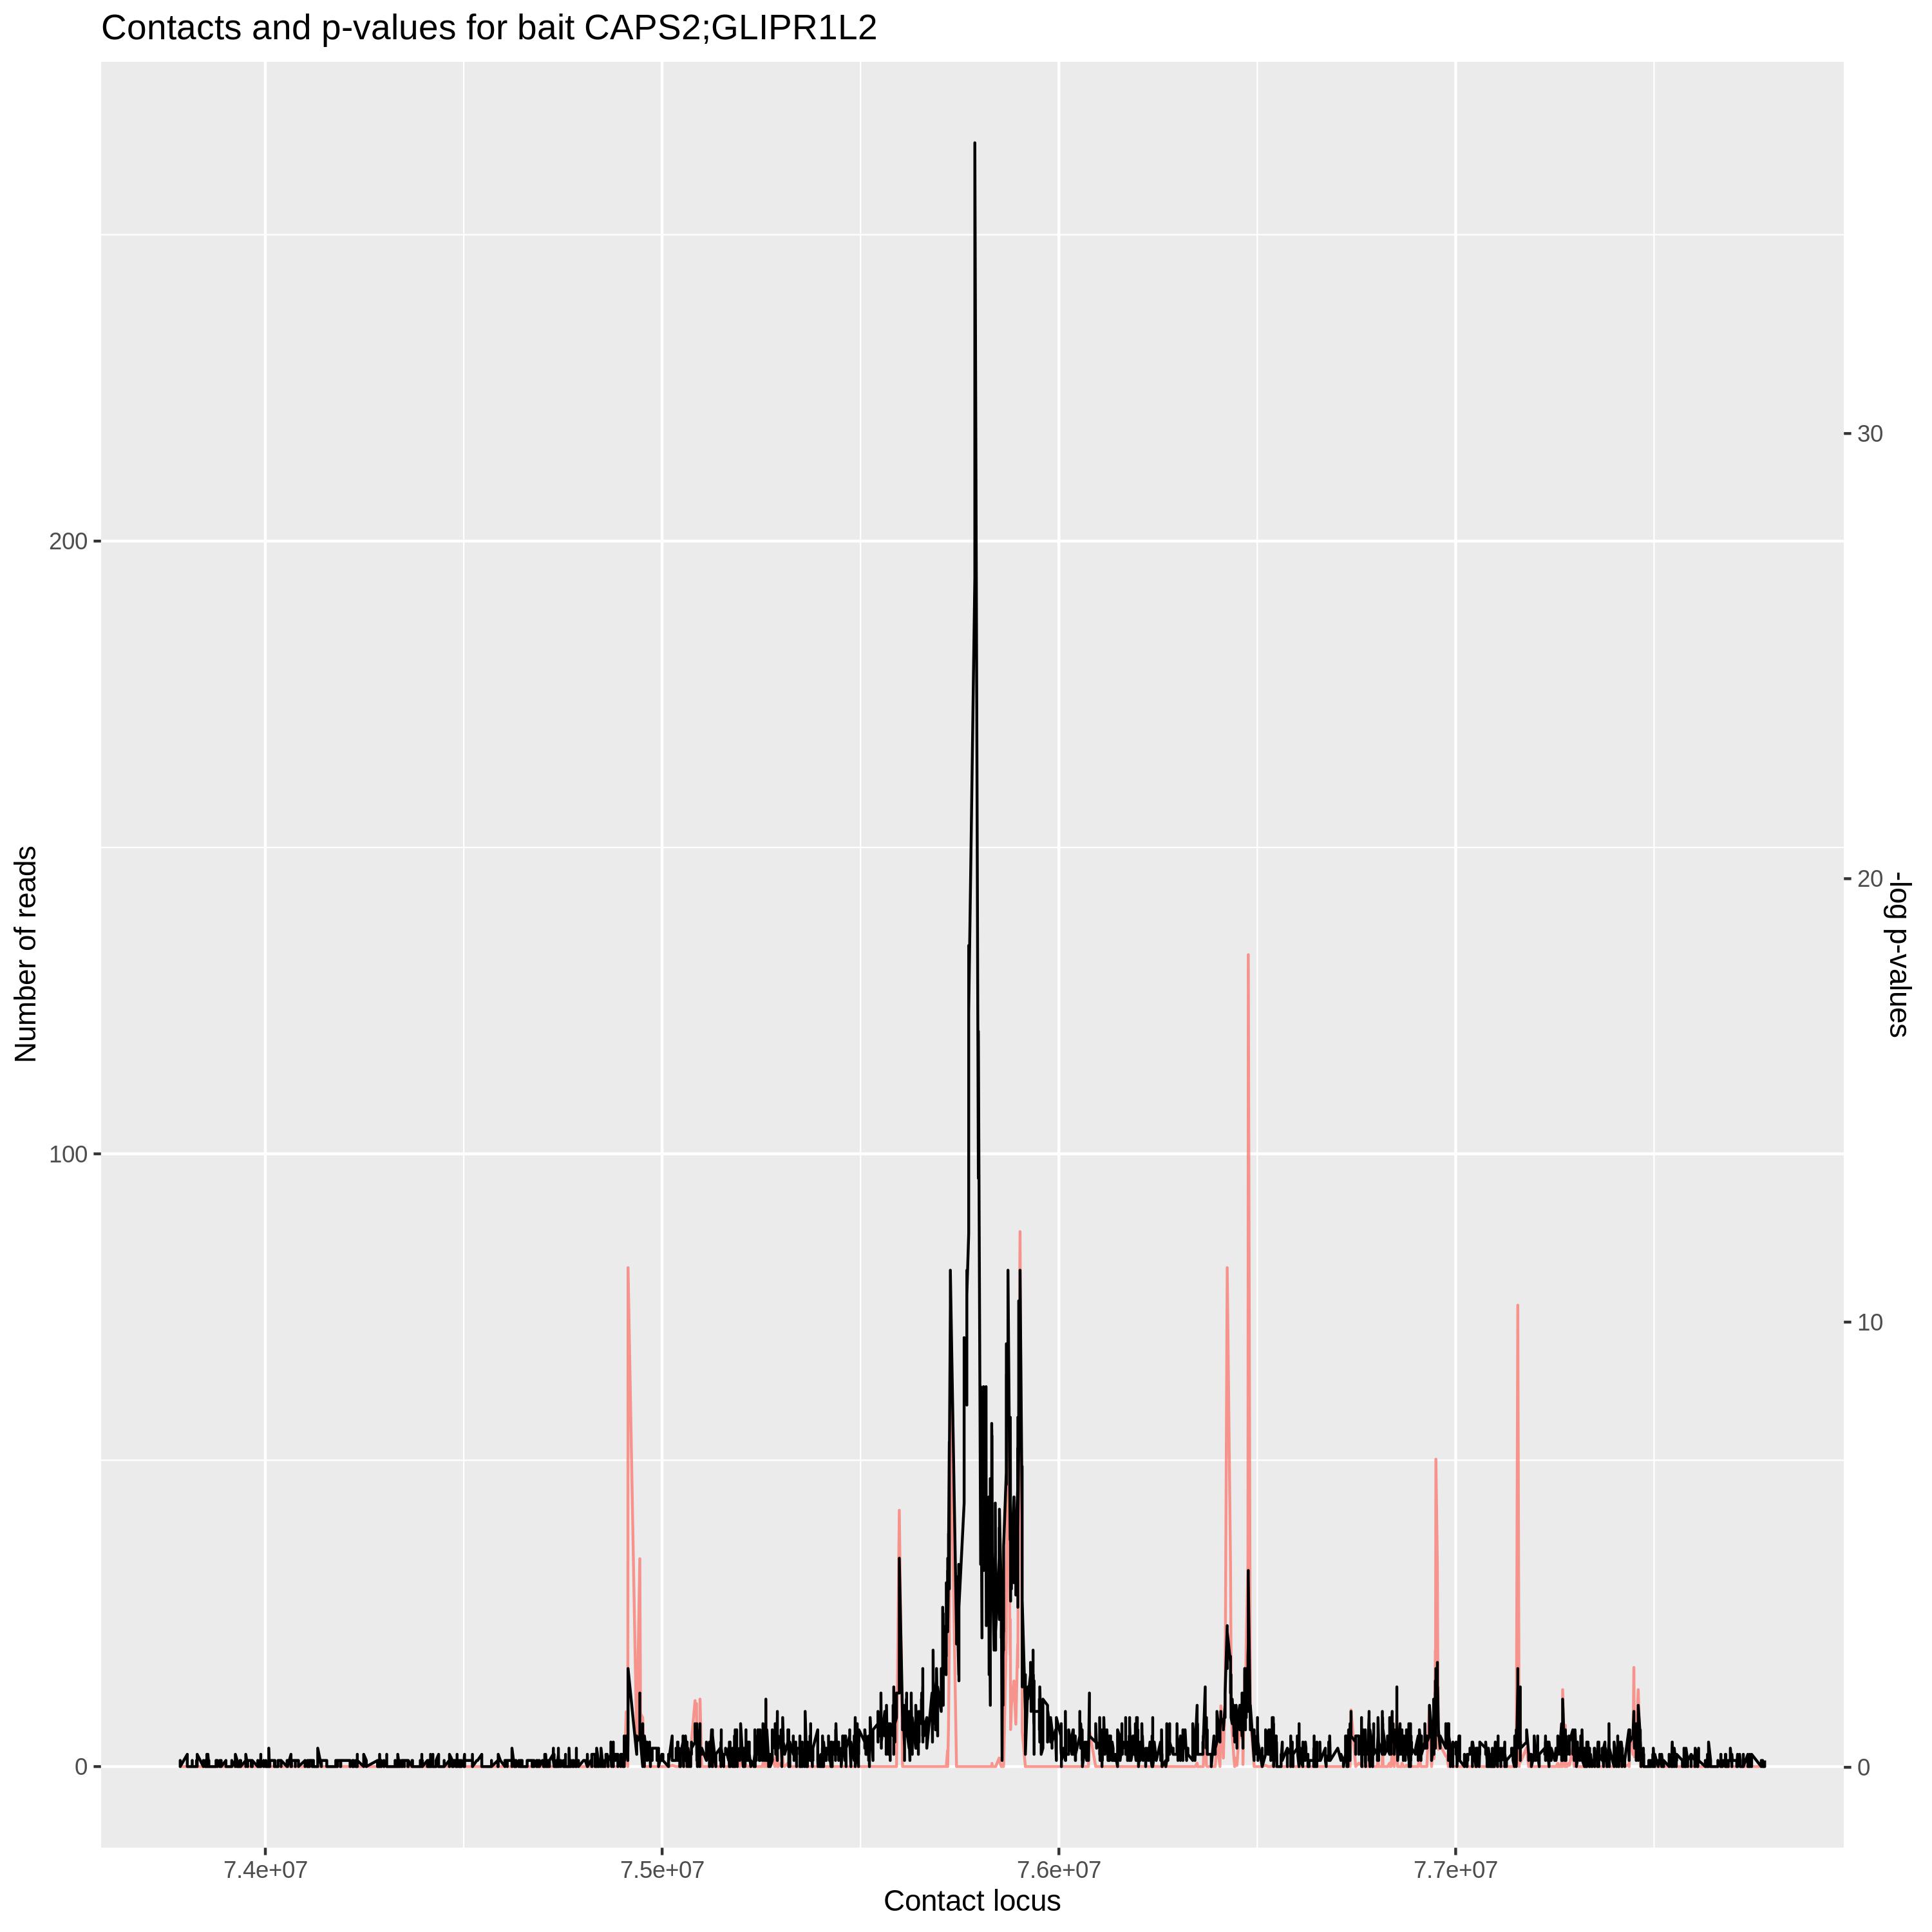 Contacts and p-values for bait CAPS2;GLIPR1L2
Number of reads
200
100
0
30
20
10
0
-log p-values
7.4e+07
7.5e+07
7.6e+07
7.7e+07
Contact locus